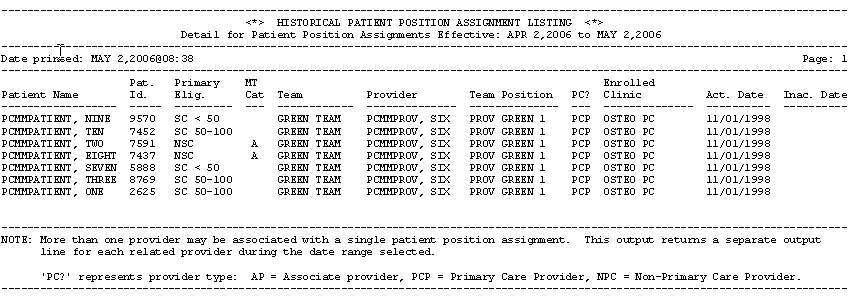 <*> HISTORICAL PATIENT POSITION ASSIGNMENT LISTING <*>
Detail for Patient Position Assignments Effective: APR 2,2006 to MAY 2,2006
Date printed: MAY 2,2006@08:38 Page: 1
Pat. Primary MT Enrolled
Patient Name Id. Elig. Cat Team Provider Team Position PC? Clinic Act. Date Inac. Date
PCMMPATIENT, NINE 9570 SC < 50 GREEN TEAM PCMMPROV, SIX PROV GREEN 1 PCP OSTEO PC 11/01/1998
PCMMPATIENT, TEN 7452 SC 50-100 GREEN TEAM PCMMPROV, SIX PROV GREEN 1 PCP OSTEO PC 11/01/1998
PCMMPATIENT, TWO 7591 NSC A GREEN TEAM PCMMPROV, SIX PROV GREEN 1 PCP OSTEO PC 11/01/1998
PCMMPATIENT, EIGHT 7437 NSC A GREEN TEAM PCMMPROV, SIX PROV GREEN 1 PCP OSTEO PC 11/01/1998
PCMMPATIENT, SEVEN 5888 SC < 50 GREEN TEAM PCMMPROV, SIX PROV GREEN 1 PCP OSTEO PC 11/01/1998
PCMMPATIENT, THREE 8769 SC 50-100 GREEN TEAM PCMMPROV, SIX PROV GREEN 1 PCP OSTEO PC 11/01/1998
PCMMPATIENT, ONE 2625 SC 50-100 GREEN TEAM PCMMPROV, SIX PROV GREEN 1 PCP OSTEO PC 11/01/1998
NOTE: More than one provider may be associated with a single patient position assignment. This output returns a separate output
line for each related provider during the date range selected.
'PC?' represents provider type: AP = Associate provider, PCP = Primary Care Provider, NPC = Non-Primary Care Provider.